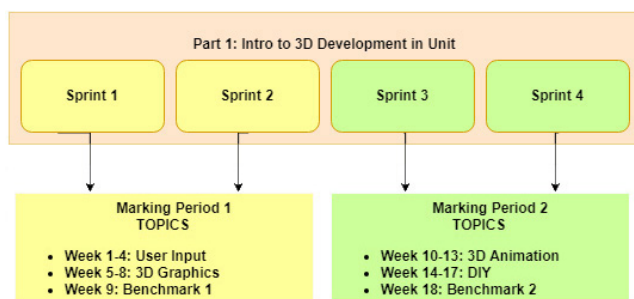 Part 1: Intro to 3D Development in Unit
Sprint 1
Sprint 2
Sprint 3
Sprint 4
Marking Period 1
TOPICS
• Week 1-4: User Input
• Week 5-8: 3D Graphics
• Week 9: Benchmark 1
Marking Period 2
TOPICS
• Week 10-13: 3D Animation
• Week 14-17: DIY
• Week 18: Benchmark 2